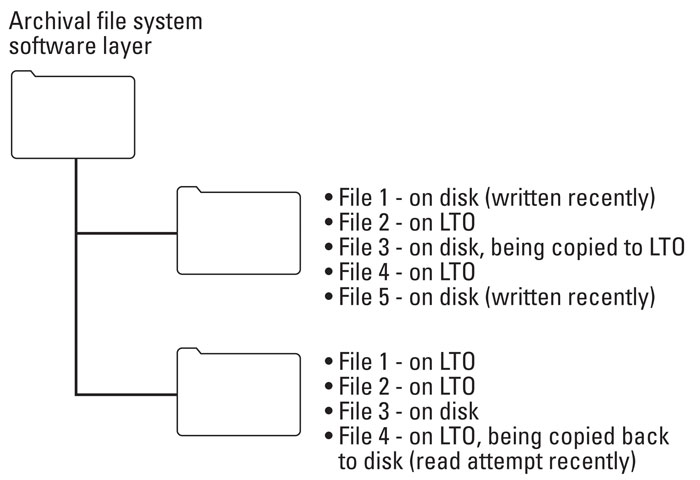 Archival file system
software layer
• File 1 - on disk (written recently)
• File 2 - on LTO
• File 3 - on disk, being copied to LTO
• File 4 - on LTO
• File 5 - on disk (written recently)
• File 1 - on LTO
• File 2 - on LTO
• File 3 - on disk
• File 4 - on LTO, being copied back
to disk (read attempt recently)